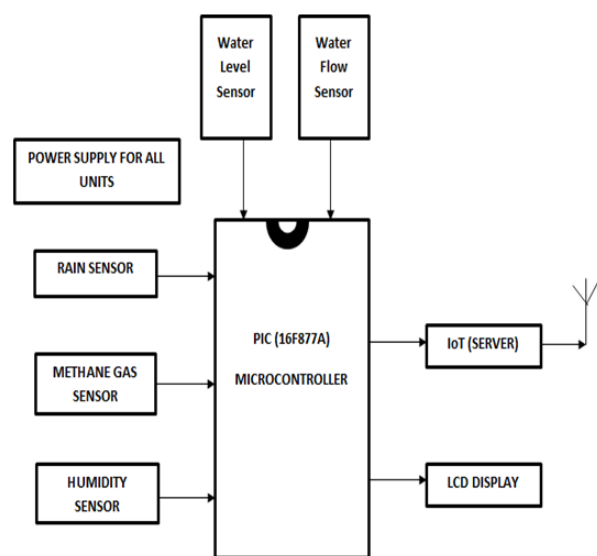 Water
Level
Sensor
Water
Flow
Sensor
POWER SUPPLY FOR ALL
UNITS
RAIN SENSOR
METHANE GAS
SENSOR
HUMIDITY
SENSOR
PIC (16F877A)
MICROCONTROLLER
IoT (SERVER)
LCD DISPLAY